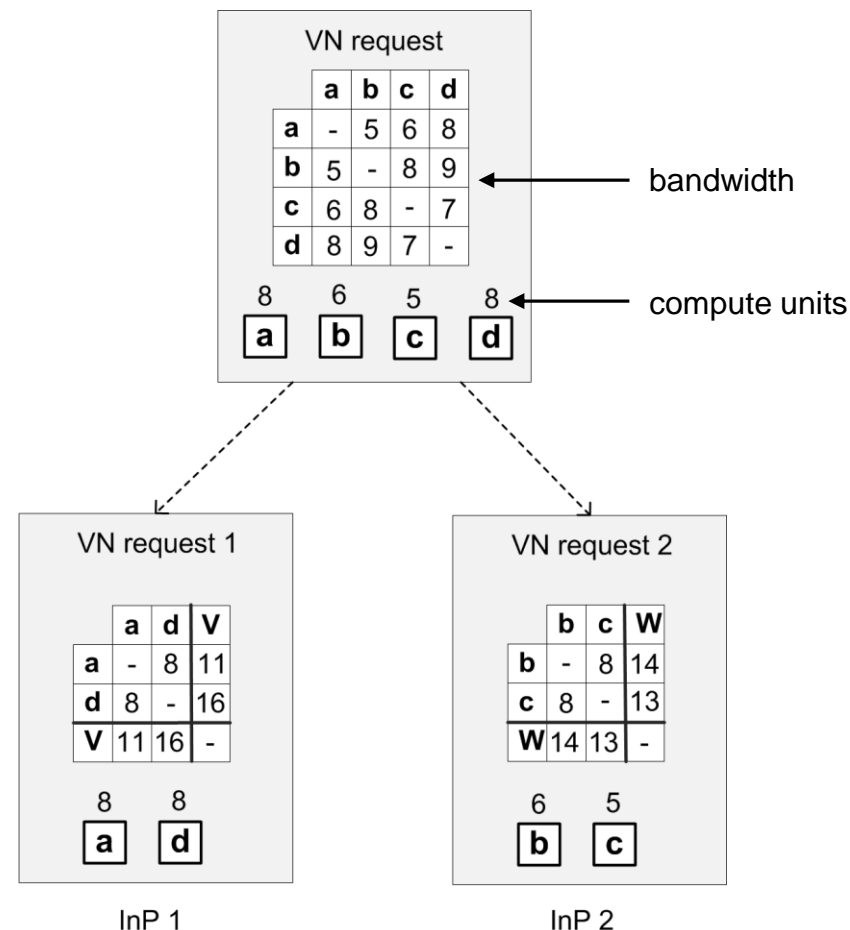 VN request
a b c d
a - 5 6 8
b 5 - 8 9
c 6 8 - 7
d 8 9 7 -
bandwidth
8 6 5 8
compute units
a b c d
VN request 1
a d V
a - 8 11
d 8 - 16
V 11 16 -
8 8
a d
InP 1
VN request 2
b c W
b - 8 14
c 8 - 13
W 14 13 -
6 5
b c
InP 2